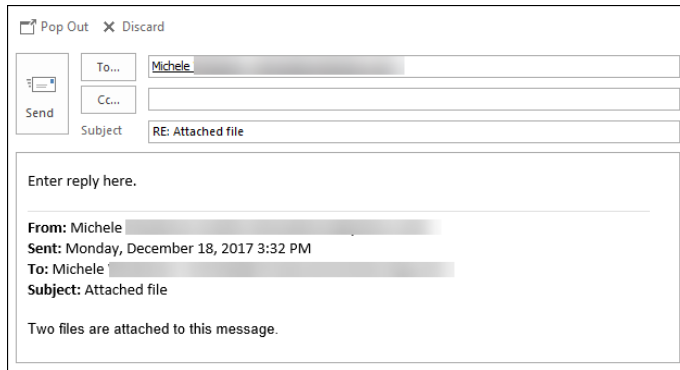 Pop Out Discard
To... Michele
Cc...
Send
Subject RE: Attached file
Enter reply here.
From: Michele
Sent: Monday, December 18, 2017 3:32 PM
To: Michele
Subject: Attached file
Two files are attached to this message.